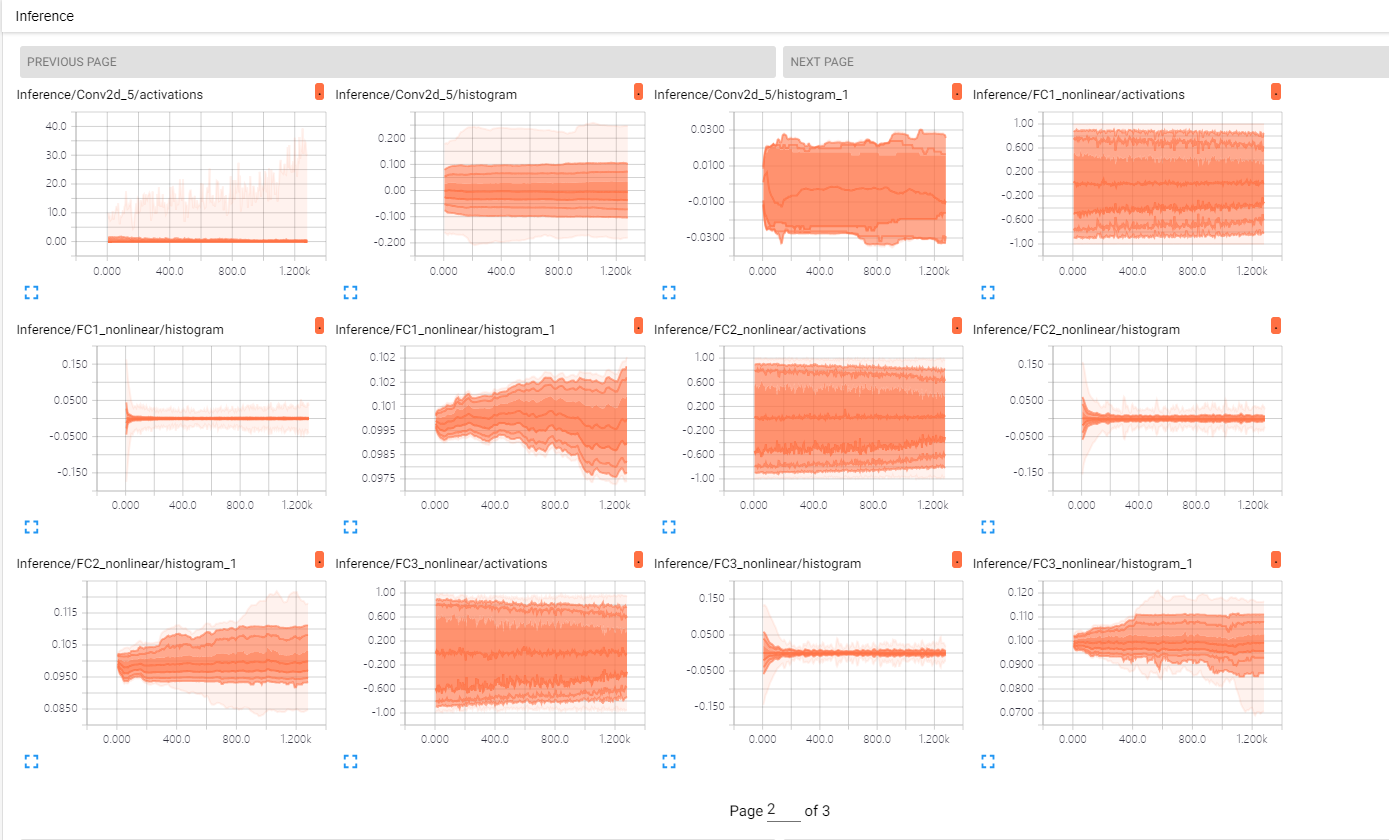 Inference
PREVIOUS PAGE NEXT PAGE
Inference/Conv2d_5/activations . Inference/Conv2d_5/histogram . Inference/Conv2d_5/histogram_1 . Inference/FC1_nonlinear/activations .
40.0 0.200 0.0300 1.00
30.0 0.100 0.0100 0.600
20.0 0.00 -0.0100 0.200
10.0 -0.100 -0.0300 -0.200
0.00 -0.200 -0.600
-1.00
0.000 400.0 800.0 1.200k 0.000 400.0 800.0 1.200k 0.000 400.0 800.0 1.200k 0.000 400.0 800.0 1.200k
Inference/FC1_nonlinear/histogram . Inference/FC1_nonlinear/histogram_1 . Inference/FC2_nonlinear/activations . Inference/FC2_nonlinear/histogram .
0.150 0.102 1.00 0.150
0.0500 0.102 0.600 0.0500
-0.0500 0.101 0.200 -0.0500
-0.150 0.0995 -0.200 -0.150
0.0985 -0.600
0.0975 -1.00
0.000 400.0 800.0 1.200k 0.000 400.0 800.0 1.200k 0.000 400.0 800.0 1.200k 0.000 400.0 800.0 1.200k
Inference/FC2_nonlinear/histogram_1 . Inference/FC3_nonlinear/activations . Inference/FC3_nonlinear/histogram . Inference/FC3_nonlinear/histogram_1 .
0.115 1.00 0.150 0.120
0.105 0.600 0.0500 0.110
0.0950 0.200 -0.0500 0.100
0.0850 -0.200 -0.150 0.0900
-0.600 0.0800
-1.00 0.0700
0.000 400.0 800.0 1.200k 0.000 400.0 800.0 1.200k 0.000 400.0 800.0 1.200k 0.000 400.0 800.0 1.200k
Page 2 of 3